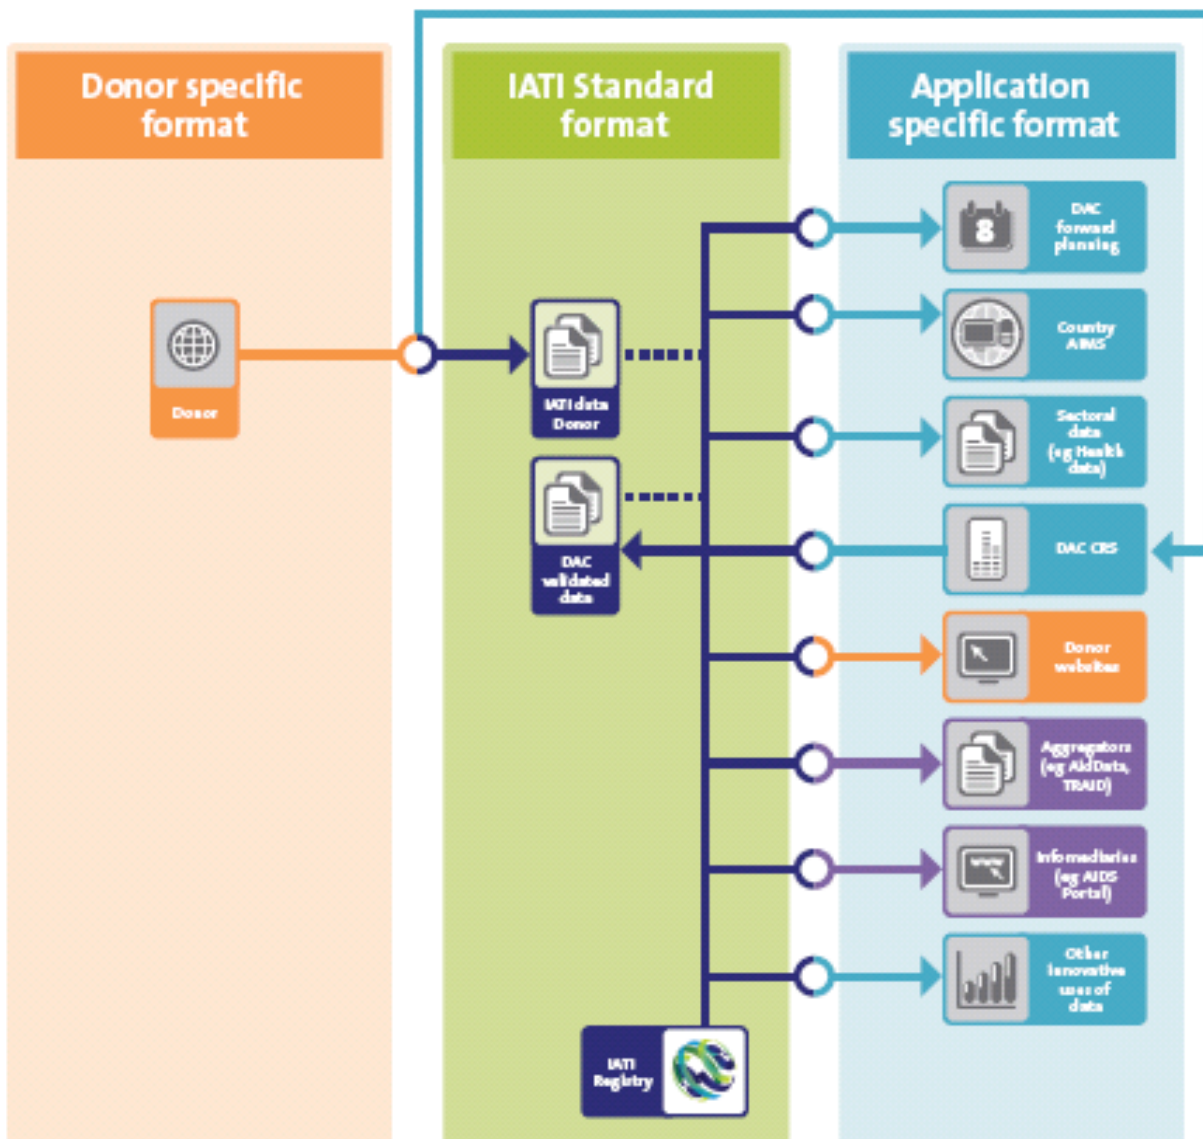 Donor specific
format
IATI Standard
format
Application
specific format
Donor
IATI data
Donor
DAC
validated
data
IATI
Registry
DAC
forward
planning
Country
AIMS
Sectoral
data
(eg Health
data)
DAC CRS
Donor
websites
Aggregators
(eg AidData,
TRAID)
Infomediaries
(eg AIDS
Portal)
Other
innovative
uses of
data
8
www